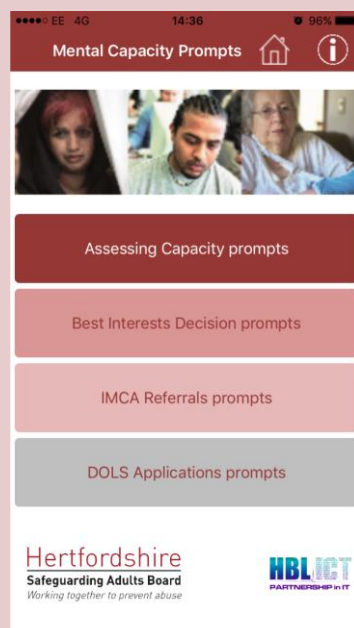 EE 4G 14:36 96%
Mental Capacity Prompts
Assessing Capacity prompts
Best Interests Decision prompts
IMCA Referrals prompts
DOLS Applications prompts
Hertfordshire
Safeguarding Adults Board
Working together to prevent abuse
HBL ICT
PARTNERSHIP in IT